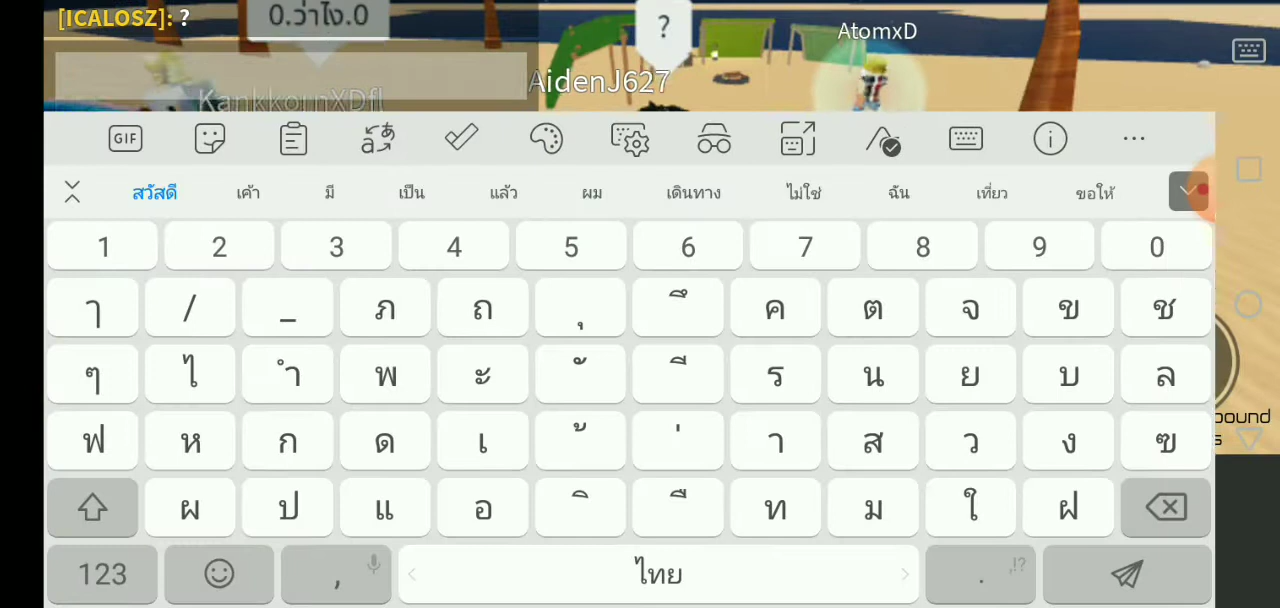 [ICALOSZ]: ?
0.ว่าไง.0
?
AtomxD
AidenJ627
KankkornXDfl
GIF
สวัสดี เค้า มี เป็น แล้ว ผม เดินทาง ไม่ใช่ ฉัน เที่ยว ขอให้
1 2 3 4 5 6 7 8 9 0
ๅ / _ ภ ถ ุ ึ ค ต จ ข ช
ๆ ไ ำ พ ะ ั ี ร น ย บ ล
ฟ ห ก ด เ ้ ่ า ส ว ง ฃ
ผ ป แ อ ิ ื ท ม ใ ฝ
123 , ไทย . ,!?